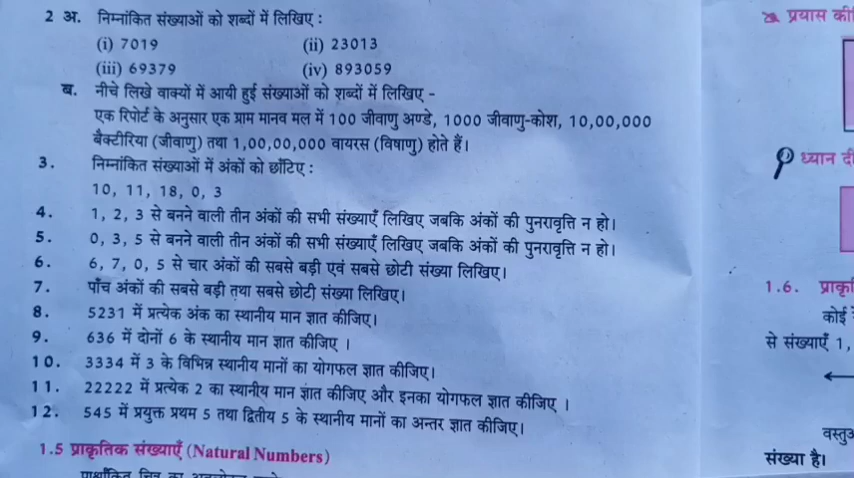 2 अ. निम्नांकित संख्याओं को शब्दों में लिखिए :
(i) 7019 (ii) 23013
(iii) 69379 (iv) 893059
ब. नीचे लिखे वाक्यों में आयी हुई संख्याओं को शब्दों में लिखिए -
एक रिपोर्ट के अनुसार एक ग्राम मानव मल में 100 जीवाणु अण्डे, 1000 जीवाणु-कोश, 10,00,000
बैक्टीरिया (जीवाणु) तथा 1,00,00,000 वायरस (विषाणु) होते हैं।
3. निम्नांकित संख्याओं में अंकों को छाँटिए :
10, 11, 18, 0, 3
4. 1, 2, 3 से बनने वाली तीन अंकों की सभी संख्याएँ लिखिए जबकि अंकों की पुनरावृत्ति न हो।
5. 0, 3, 5 से बनने वाली तीन अंकों की सभी संख्याएँ लिखिए जबकि अंकों की पुनरावृत्ति न हो।
6. 6, 7, 0, 5 से चार अंकों की सबसे बड़ी एवं सबसे छोटी संख्या लिखिए।
7. पाँच अंकों की सबसे बड़ी तथा सबसे छोटी संख्या लिखिए।
8. 5231 में प्रत्येक अंक का स्थानीय मान ज्ञात कीजिए।
9. 636 में दोनों 6 के स्थानीय मान ज्ञात कीजिए ।
10. 3334 में 3 के विभिन्न स्थानीय मानों का योगफल ज्ञात कीजिए।
11. 22222 में प्रत्येक 2 का स्थानीय मान ज्ञात कीजिए और इनका योगफल ज्ञात कीजिए ।
12. 545 में प्रयुक्त प्रथम 5 तथा द्वितीय 5 के स्थानीय मानों का अन्तर ज्ञात कीजिए।
1.5 प्राकृतिक संख्याएँ (Natural Numbers)
प्रयास
ध्यान
1.6.
कोई
से संख्याएँ 1,
संख्या है।